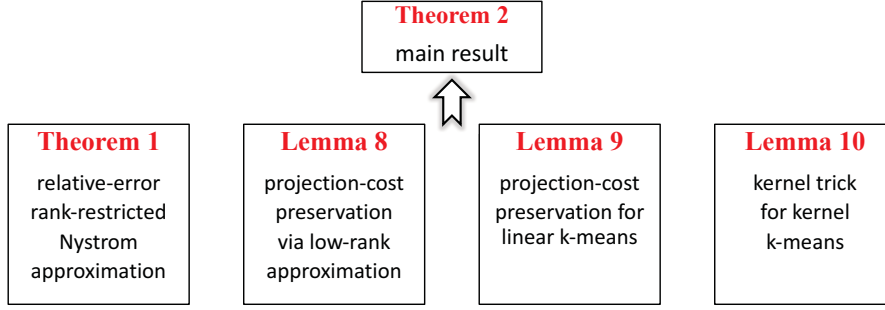 Theorem 2
main result
Theorem 1
relative-error
rank-restricted
Nystrom
approximation
Lemma 8
projection-cost
preservation
via low-rank
approximation
Lemma 9
projection-cost
preservation for
linear k-means
Lemma 10
kernel trick
for kernel
k-means